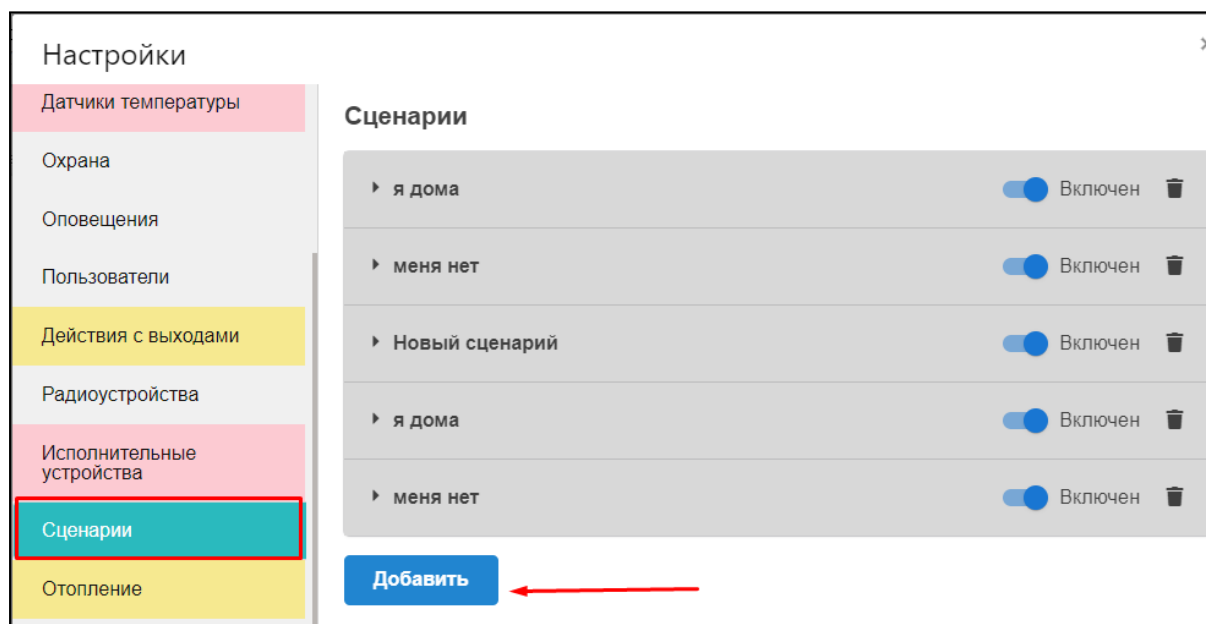 Настройки
Датчики температуры
Охрана
Оповещения
Пользователи
Действия с выходами
Радиоустройства
Исполнительные
устройства
Сценарии
Отопление
Сценарии
я дома Включен
меня нет Включен
Новый сценарий Включен
я дома Включен
меня нет Включен
Добавить